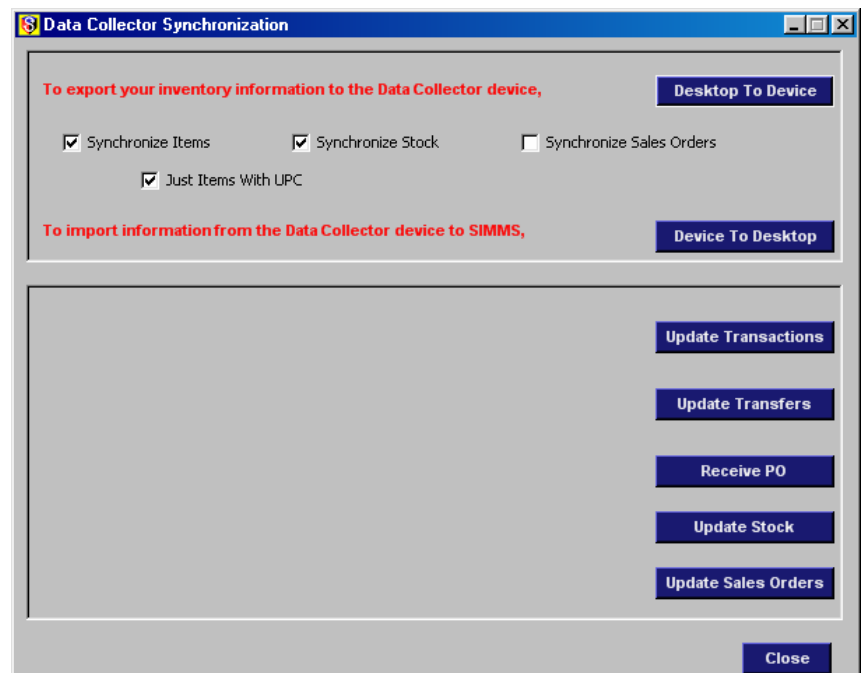 Data Collector Synchronization
To export your inventory information to the Data Collector device,
Desktop To Device
Synchronize Items
Synchronize Stock
Synchronize Sales Orders
Just Items With UPC
To import information from the Data Collector device to SIMMS,
Device To Desktop
Update Transactions
Update Transfers
Receive PO
Update Stock
Update Sales Orders
Close